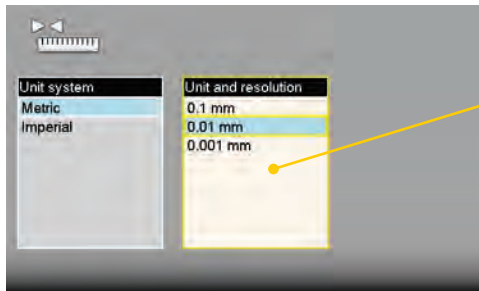 Unit system
Metric
Imperial
Unit and resolution
0.1 mm
0.01 mm
0.001 mm